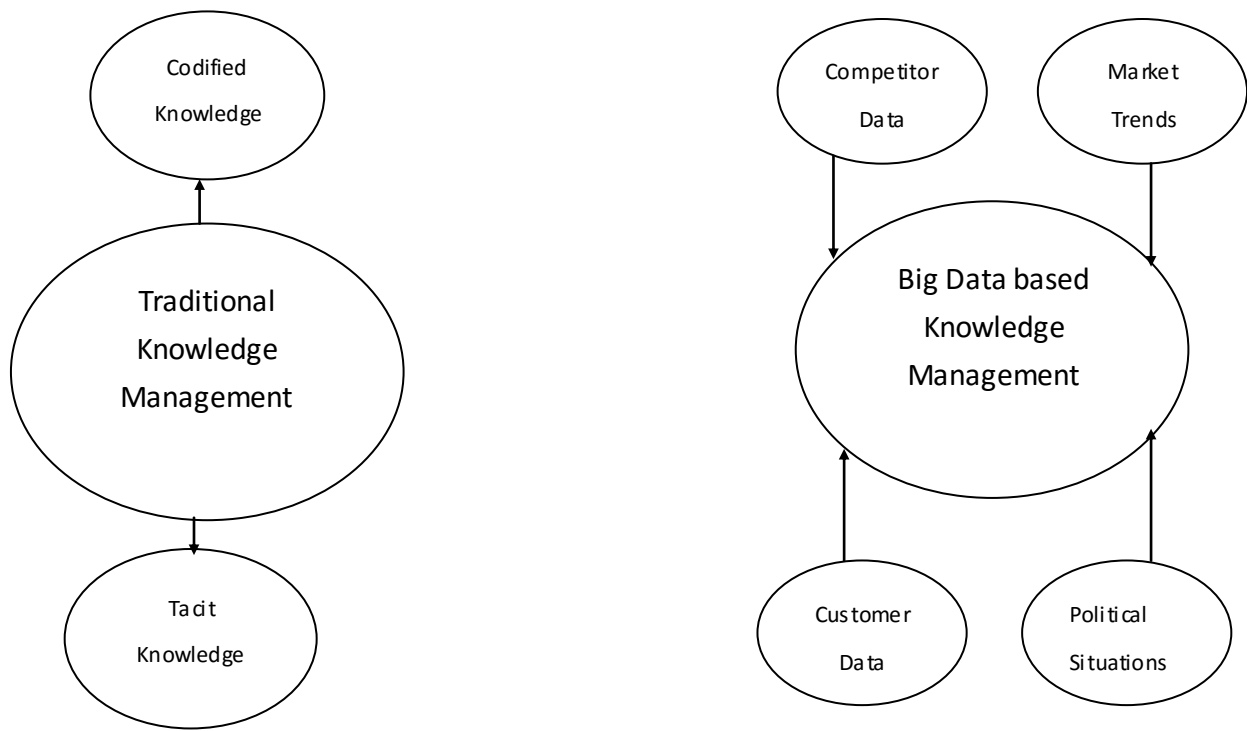 Codified
Knowledge
Traditional
Knowledge
Management
Tacit
Knowledge
Competitor
Data
Market
Trends
Big Data based
Knowledge
Management
Customer
Data
Political
Situations